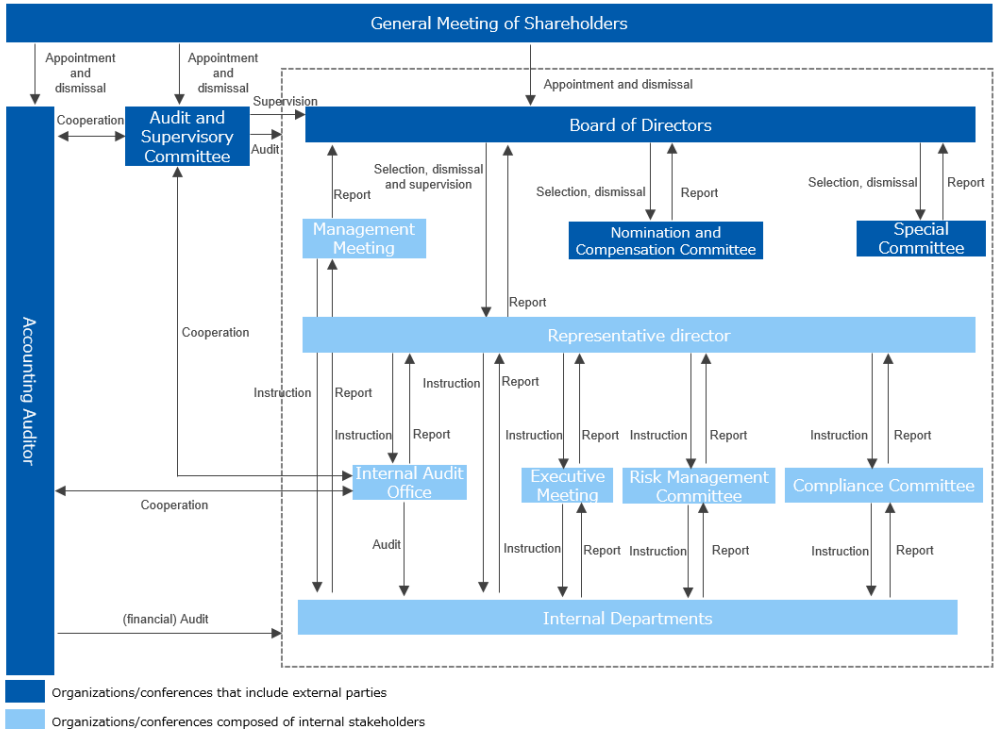 General Meeting of Shareholders
Appointment
and
dismissal
Appointment
and
dismissal
Appointment and dismissal
Supervision
Cooperation
Audit and
Supervisory
Committee
Audit
Board of Directors
Selection, dismissal
and supervision
Report
Selection, dismissal
Report
Selection, dismissal
Report
Management
Meeting
Nomination and
Compensation Committee
Special
Committee
Report
Cooperation
Representative director
Accounting Auditor
Instruction
Report
Instruction
Report
Instruction
Report
Instruction
Report
Instruction
Report
Instruction
Report
Internal Audit
Office
Executive
Meeting
Risk Management
Committee
Compliance Committee
Cooperation
Audit
Instruction
Report
Instruction
Report
Instruction
Report
(financial) Audit
Internal Departments
Organizations/conferences that include external parties
Organizations/conferences composed of internal stakeholders